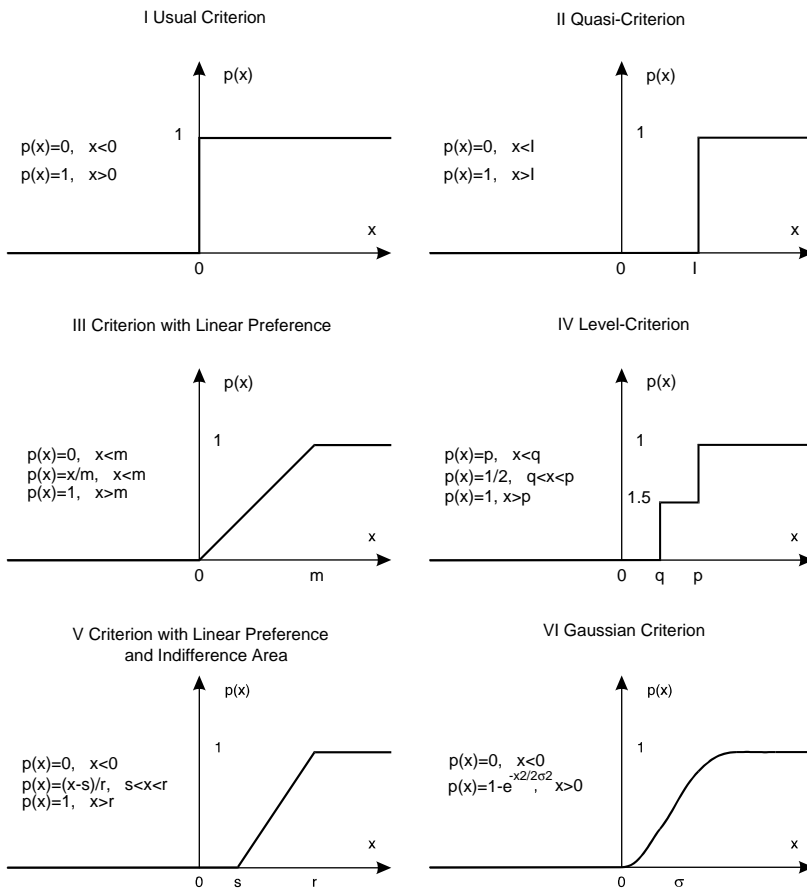 I Usual Criterion
p(x)
1
p(x)=0, x<0
p(x)=1, x>0
x
0
II Quasi-Criterion
p(x)
1
p(x)=0, x<I
p(x)=1, x>I
x
0 I
III Criterion with Linear Preference
p(x)
1
p(x)=0, x<m
p(x)=x/m, x<m
p(x)=1, x>m
x
0 m
IV Level-Criterion
p(x)
1
p(x)=p, x<q
p(x)=1/2, q<x<p
p(x)=1, x>p
1.5
x
0 q p
V Criterion with Linear Preference
and Indifference Area
p(x)
1
p(x)=0, x<0
p(x)=(x-s)/r, s<x<r
p(x)=1, x>r
x
0 s r
VI Gaussian Criterion
p(x)
1
p(x)=0, x<0
p(x)=1-e-x2/2σ2, x>0
x
0 σ